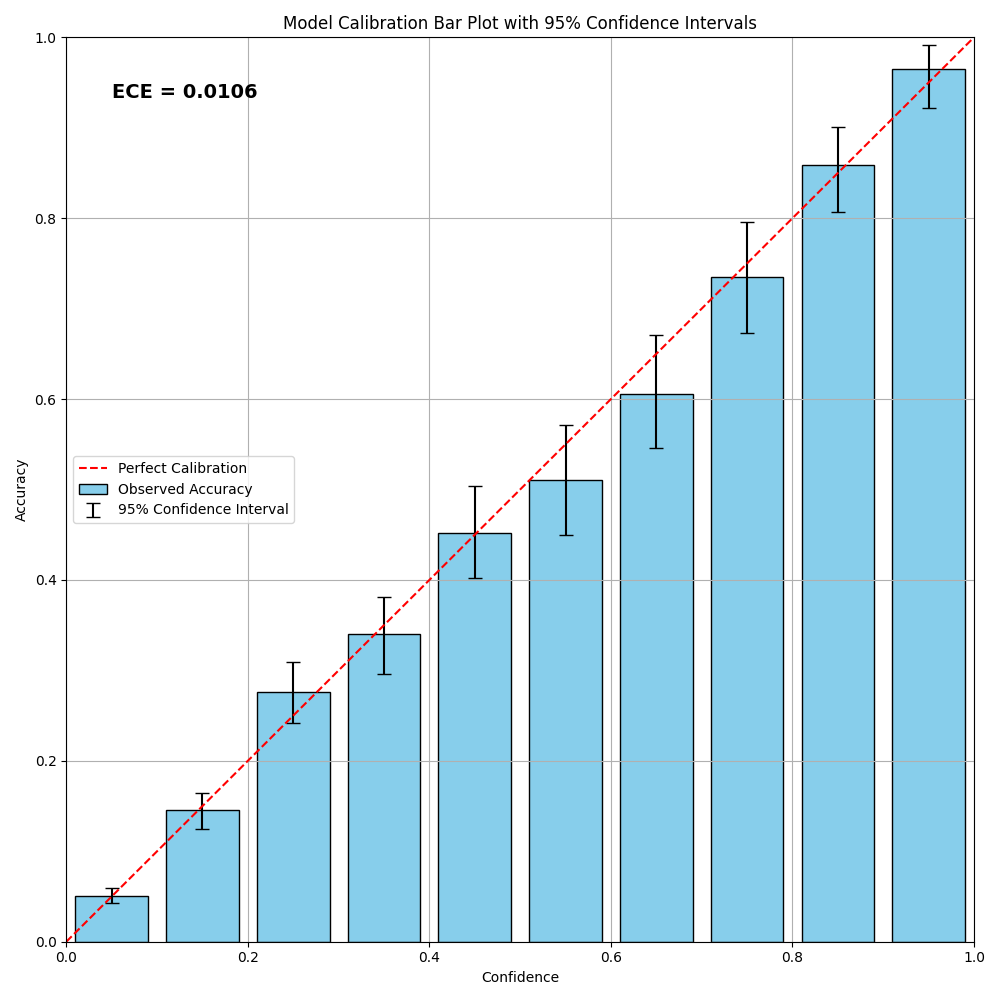 Model Calibration Bar Plot with 95% Confidence Intervals
ECE = 0.0106
1.0
0.8
0.6
0.4
0.2
0.0
Accuracy
Perfect Calibration
Observed Accuracy
95% Confidence Interval
0.0 0.2 0.4 0.6 0.8 1.0
Confidence